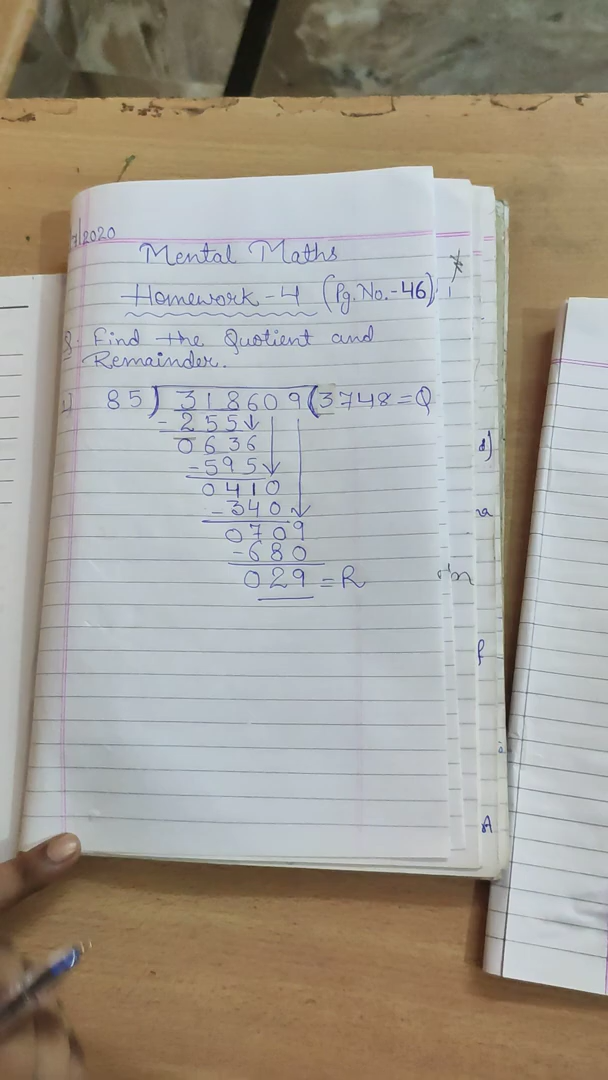 7/2020
Mental Maths
Homework - 4 (Pg. No. - 46)
Q. Find the Quotient and
Remainder.
85) 318609 (3748 = Q
- 255
0636
- 595
0410
- 340
0709
- 680
029 = R
d)
A